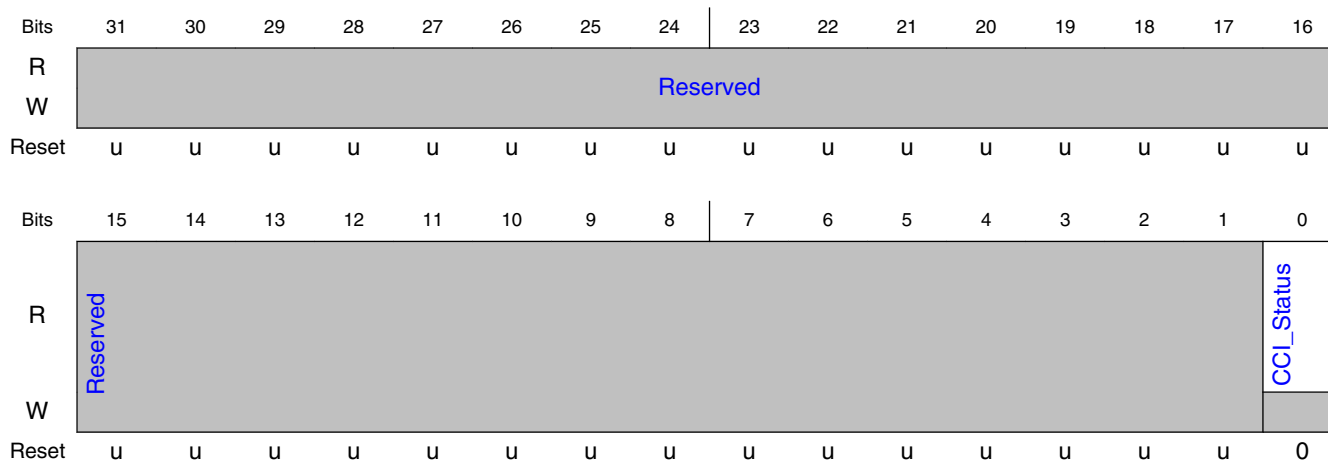 Bits 31 30 29 28 27 26 25 24 23 22 21 20 19 18 17 16
R
Reserved
W
Reset u u u u u u u u u u u u u u u u
Bits 15 14 13 12 11 10 9 8 7 6 5 4 3 2 1 0
R Reserved CCI_Status
W
Reset u u u u u u u u u u u u u u u 0